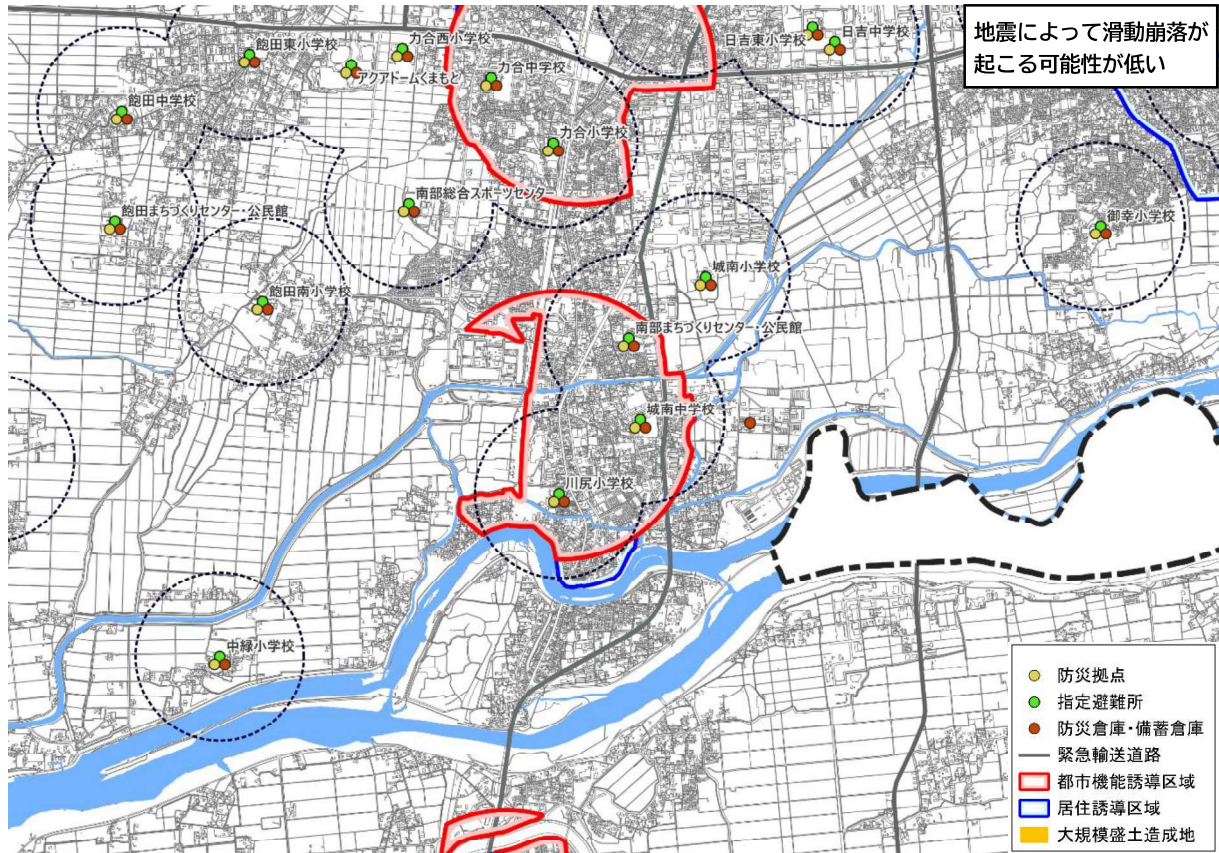 地震によって滑動崩落が
起こる可能性が低い
日吉東小学校
日吉中学校
飽田東小学校
力合西小学校
アクアドームくまもと
力合中学校
飽田中学校
力合小学校
南部総合スポーツセンター
飽田まちづくりセンター・公民館
御幸小学校
城南小学校
飽田南小学校
南部まちづくりセンター・公民館
城南中学校
川尻小学校
中緑小学校
防災拠点
指定避難所
防災倉庫・備蓄倉庫
緊急輸送道路
都市機能誘導区域
居住誘導区域
大規模盛土造成地